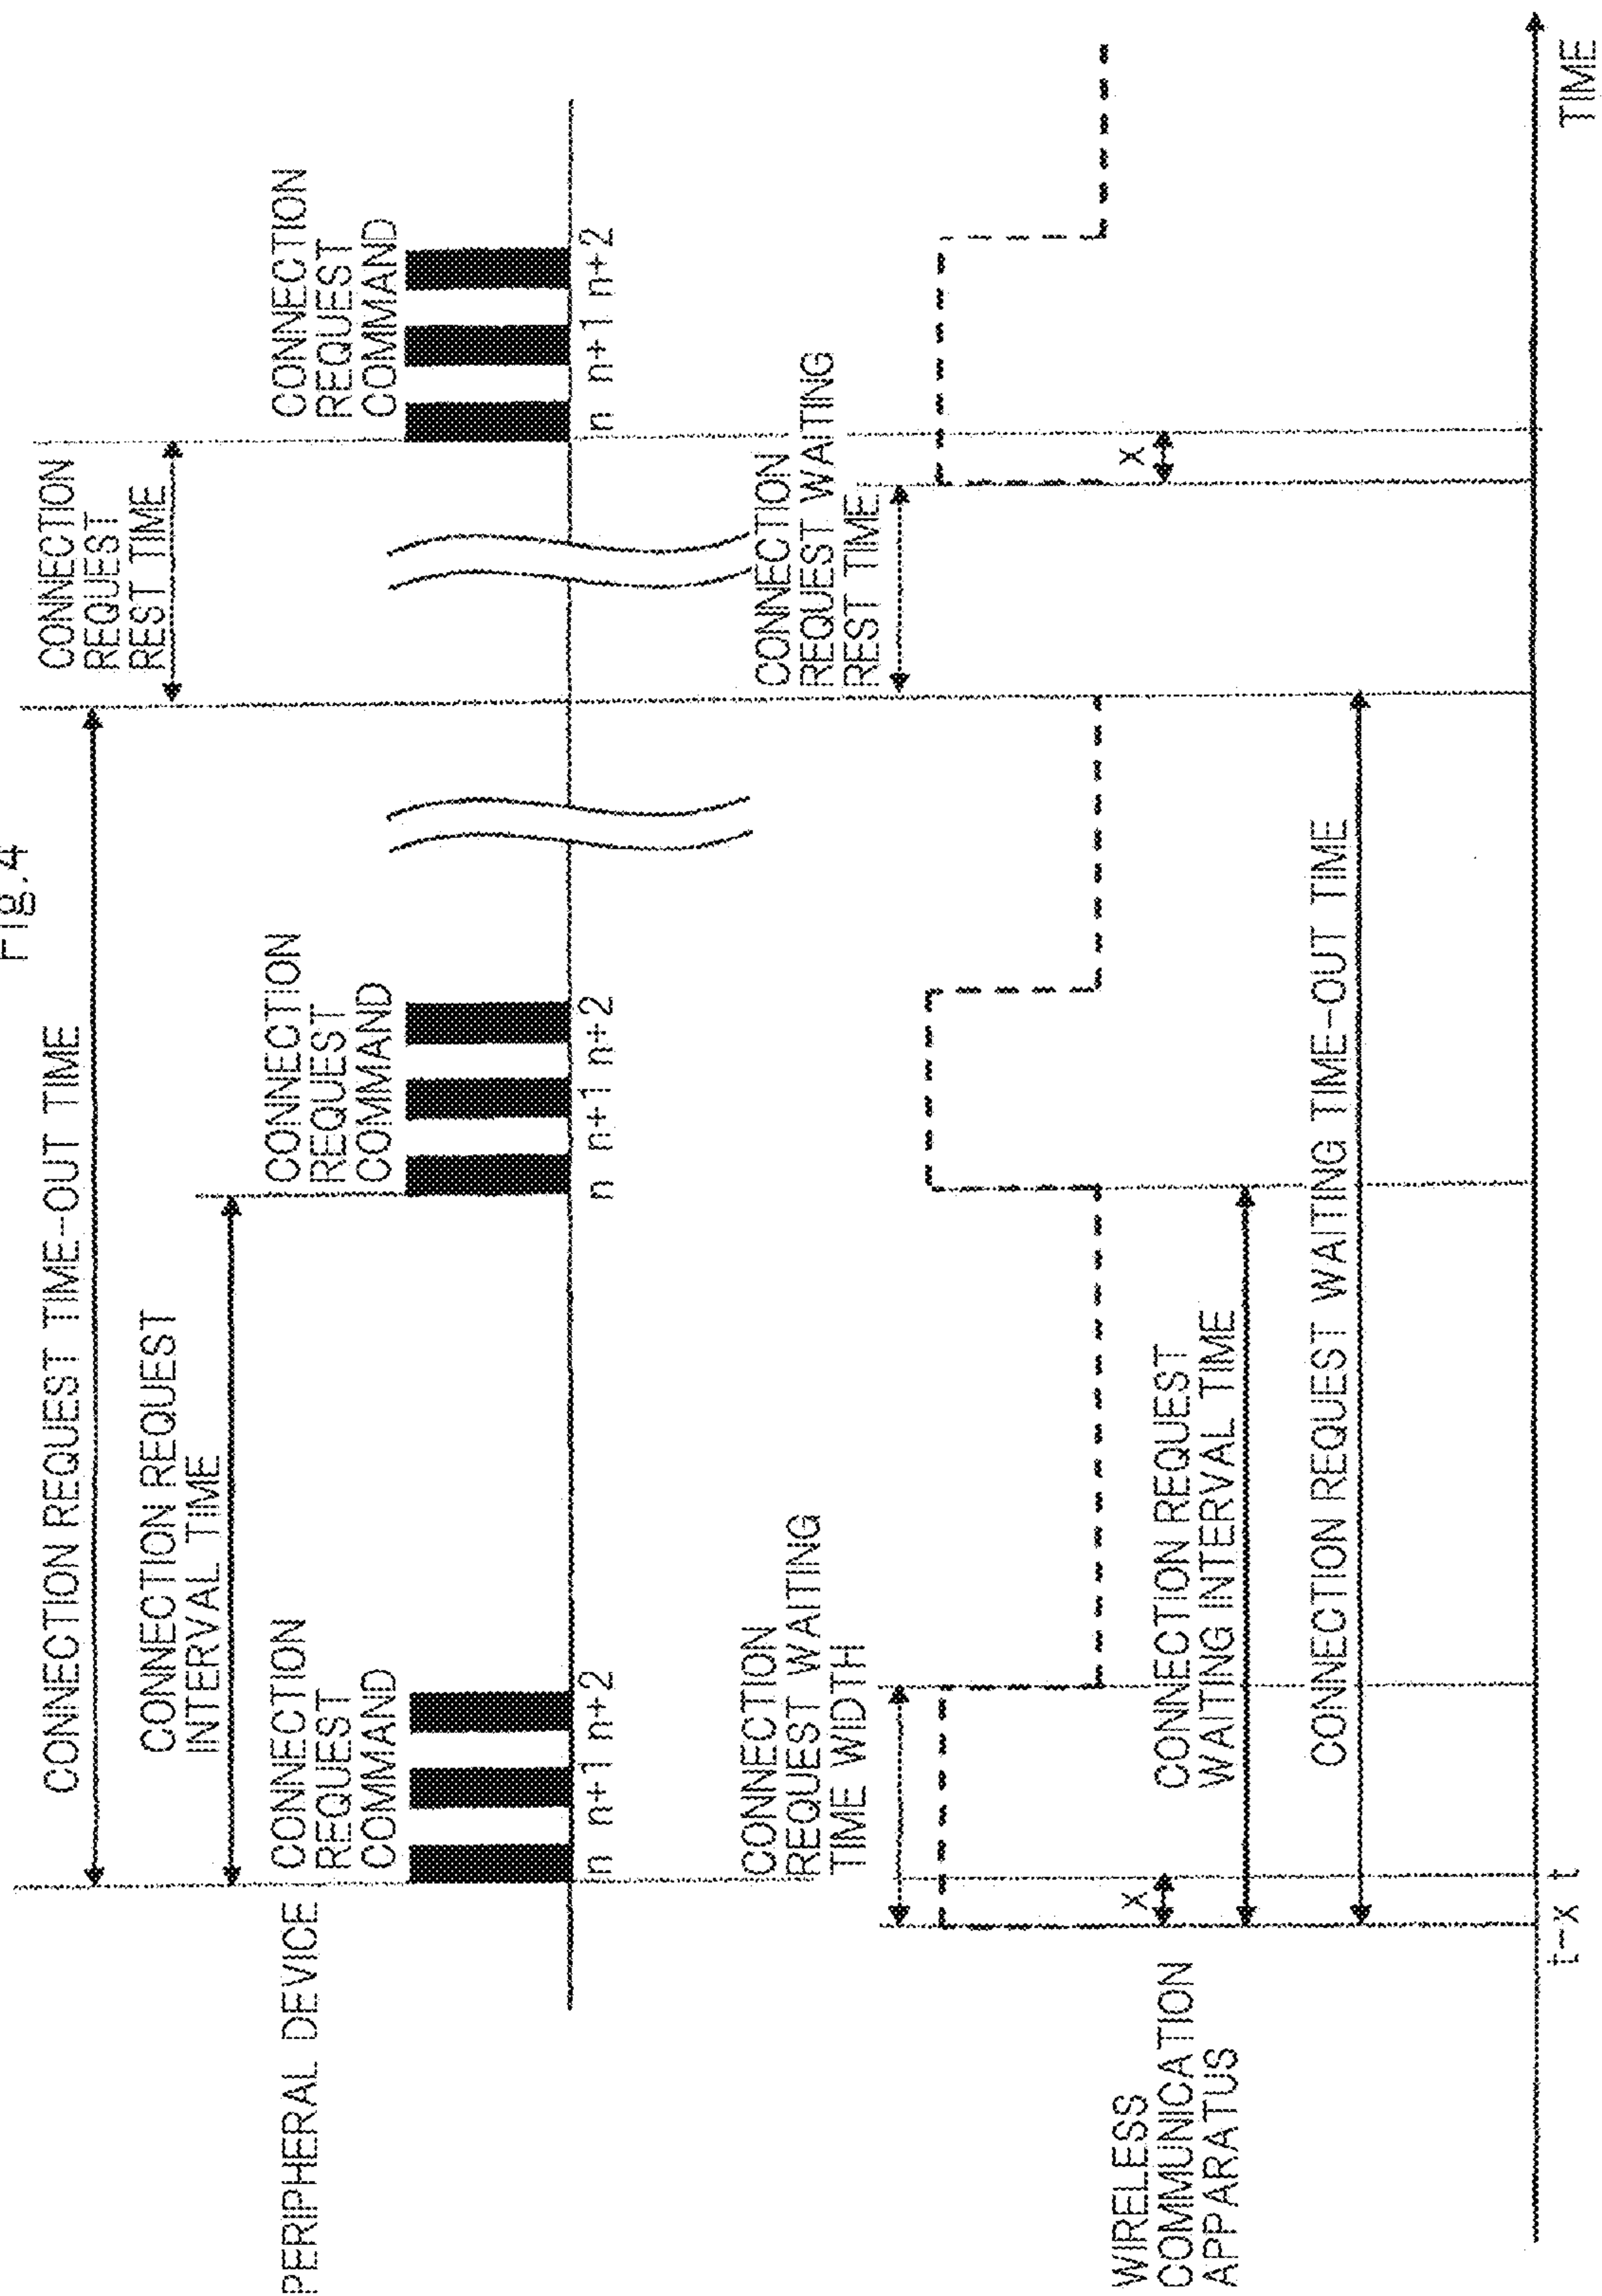 Fig.4
CONNECTION REQUEST TIME-OUT TIME
CONNECTION
REQUEST
REST TIME
CONNECTION REQUEST
INTERVAL TIME
PERIPHERAL DEVICE
CONNECTION
REQUEST
COMMAND
CONNECTION
REQUEST
COMMAND
CONNECTION
REQUEST
COMMAND
n n+1 n+2
n n+1 n+2
n n+1 n+2
CONNECTION
REQUEST WAITING
TIME WIDTH
CONNECTION
REQUEST WAITING
REST TIME
WIRELESS
COMMUNICATION
APPARATUS
x
x
CONNECTION REQUEST
WAITING INTERVAL TIME
CONNECTION REQUEST WAITING TIME-OUT TIME
t-x t
TIME